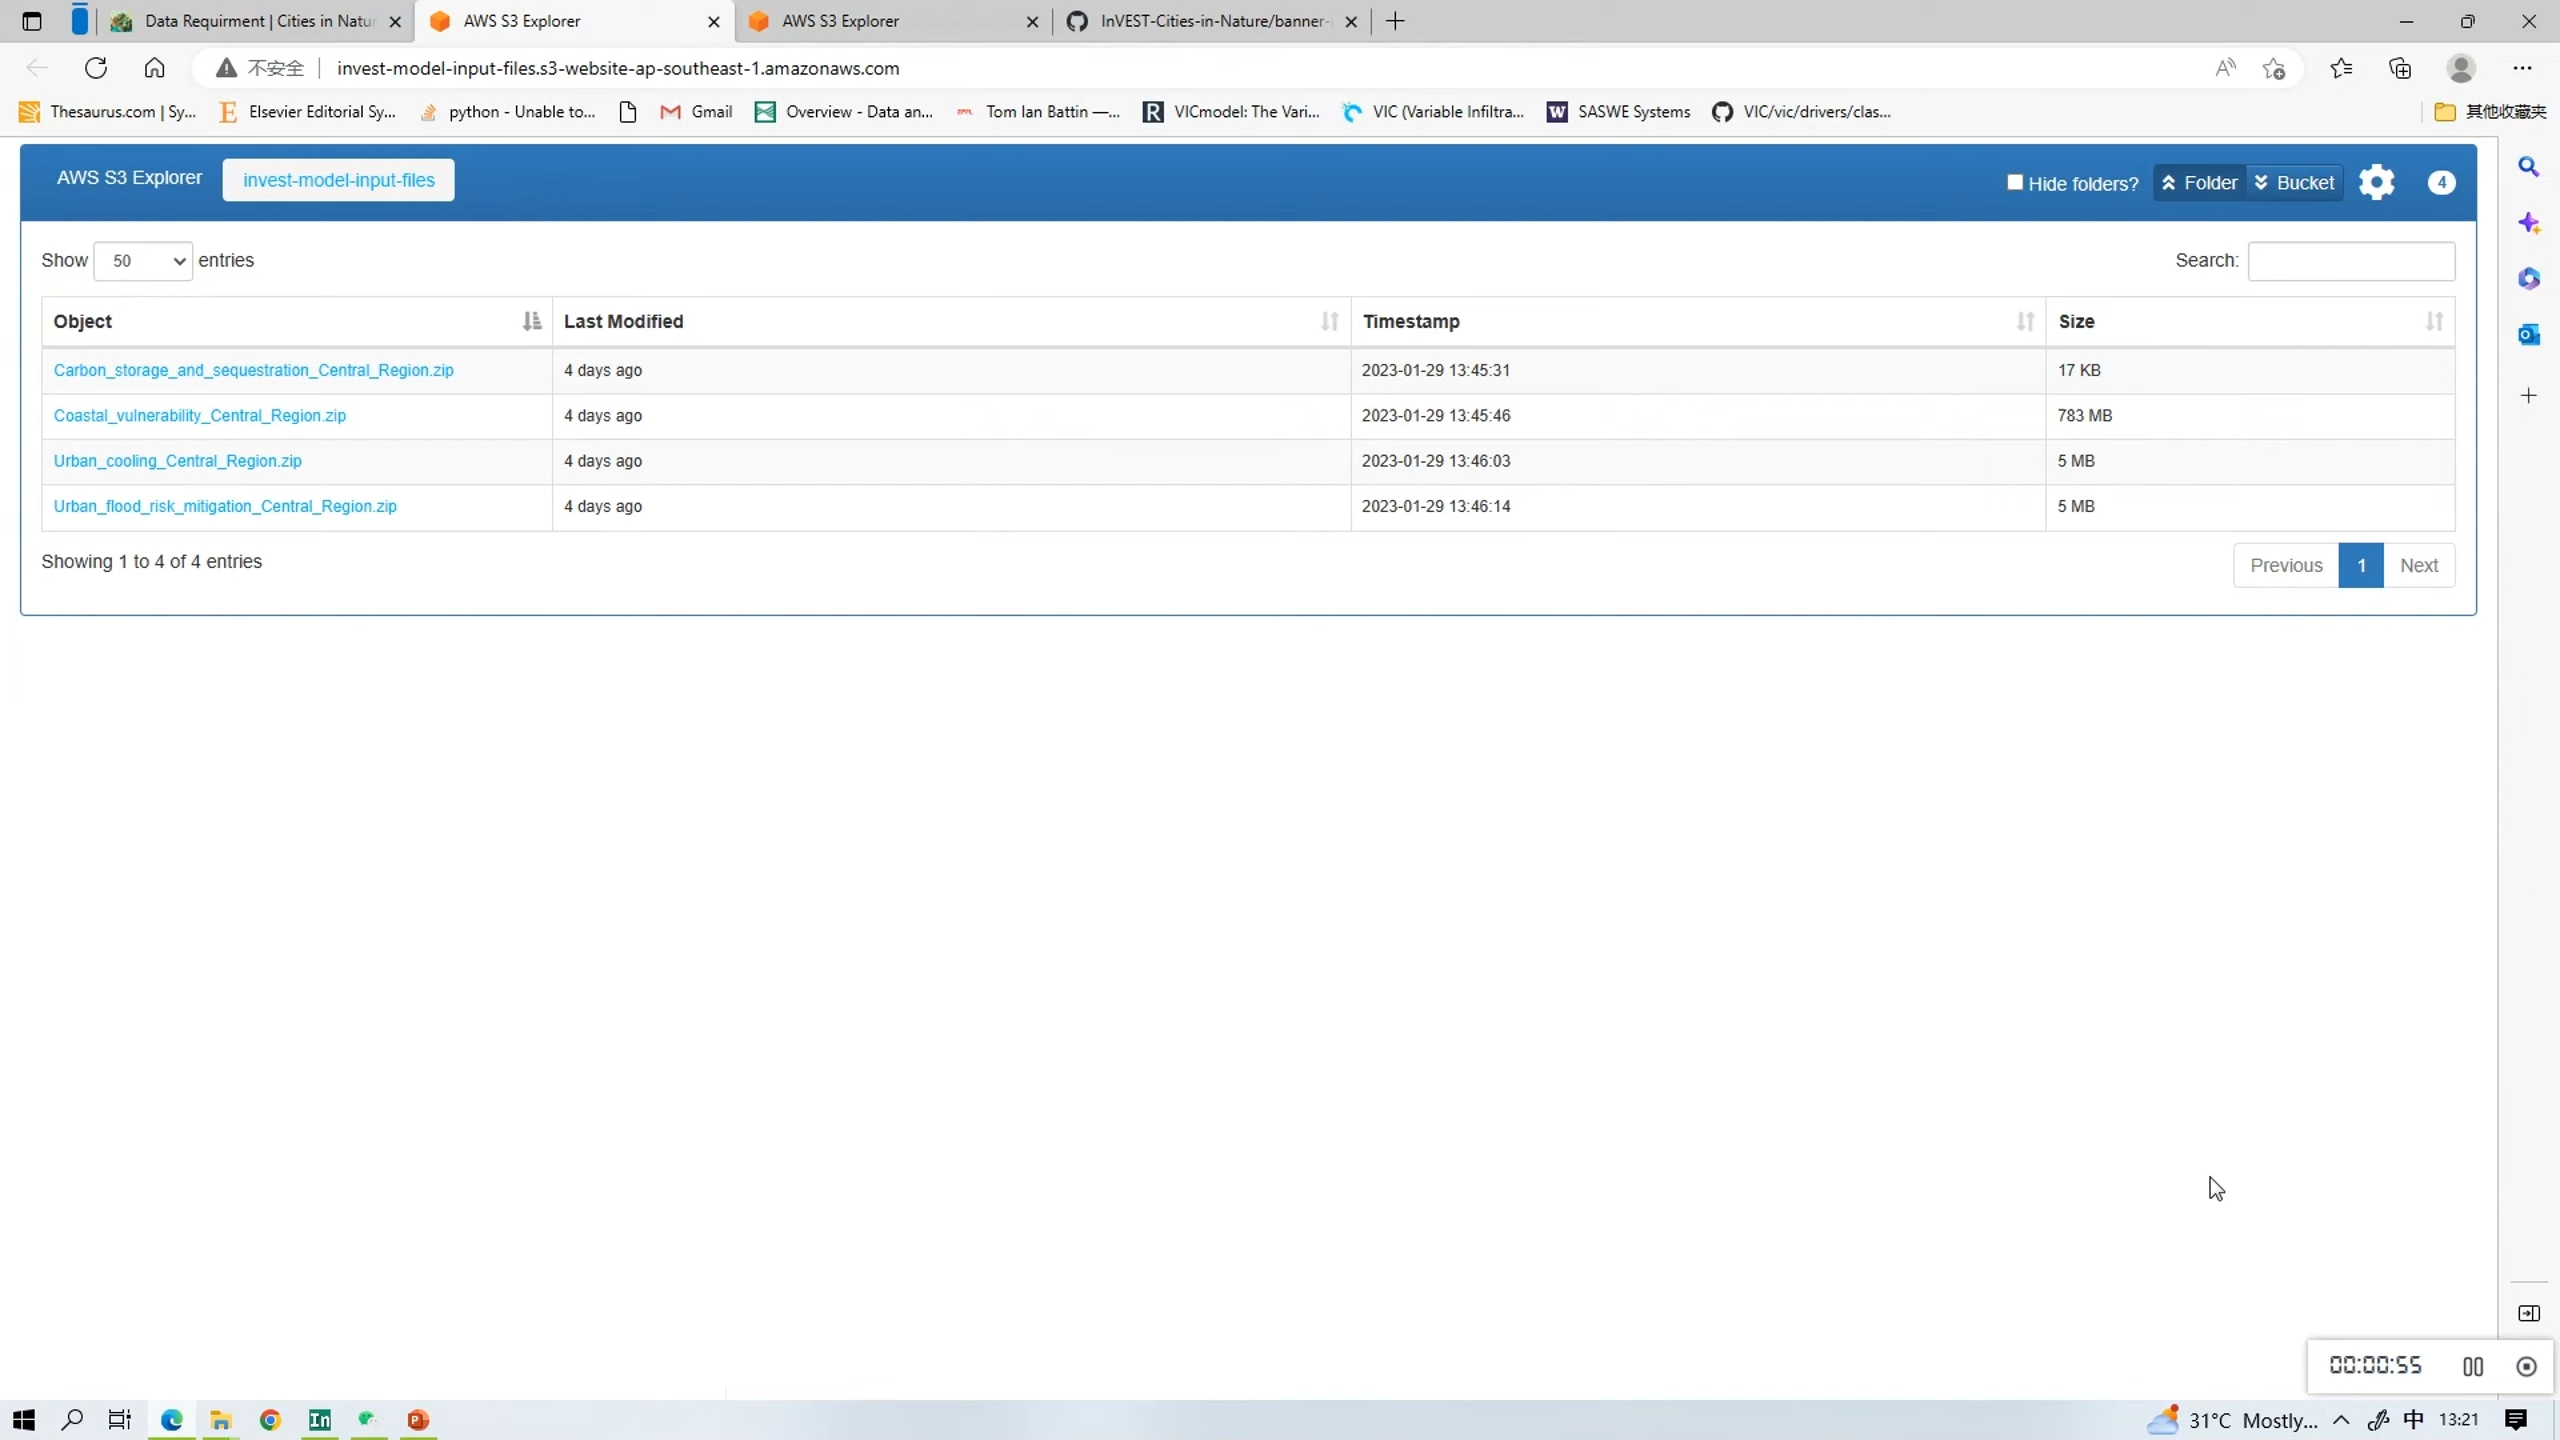 Data Requirment | Cities in Natu
AWS S3 Explorer
AWS S3 Explorer
InVEST-Cities-in-Nature/banner-
不安全
invest-model-input-files.s3-website-ap-southeast-1.amazonaws.com
Thesaurus.com | Sy...
Elsevier Editorial Sy...
python - Unable to...
Gmail
Overview - Data an...
Tom Ian Battin —...
VICmodel: The Vari...
VIC (Variable Infiltra...
SASWE Systems
VIC/vic/drivers/clas...
其他收藏夹
AWS S3 Explorer
invest-model-input-files
Hide folders?
Folder
Bucket
4
Show 50 entries
Search:
Object Last Modified Timestamp Size
Carbon_storage_and_sequestration_Central_Region.zip 4 days ago 2023-01-29 13:45:31 17 KB
Coastal_vulnerability_Central_Region.zip 4 days ago 2023-01-29 13:45:46 783 MB
Urban_cooling_Central_Region.zip 4 days ago 2023-01-29 13:46:03 5 MB
Urban_flood_risk_mitigation_Central_Region.zip 4 days ago 2023-01-29 13:46:14 5 MB
Showing 1 to 4 of 4 entries
Previous 1 Next
00:00:55
31°C Mostly...
中
13:21